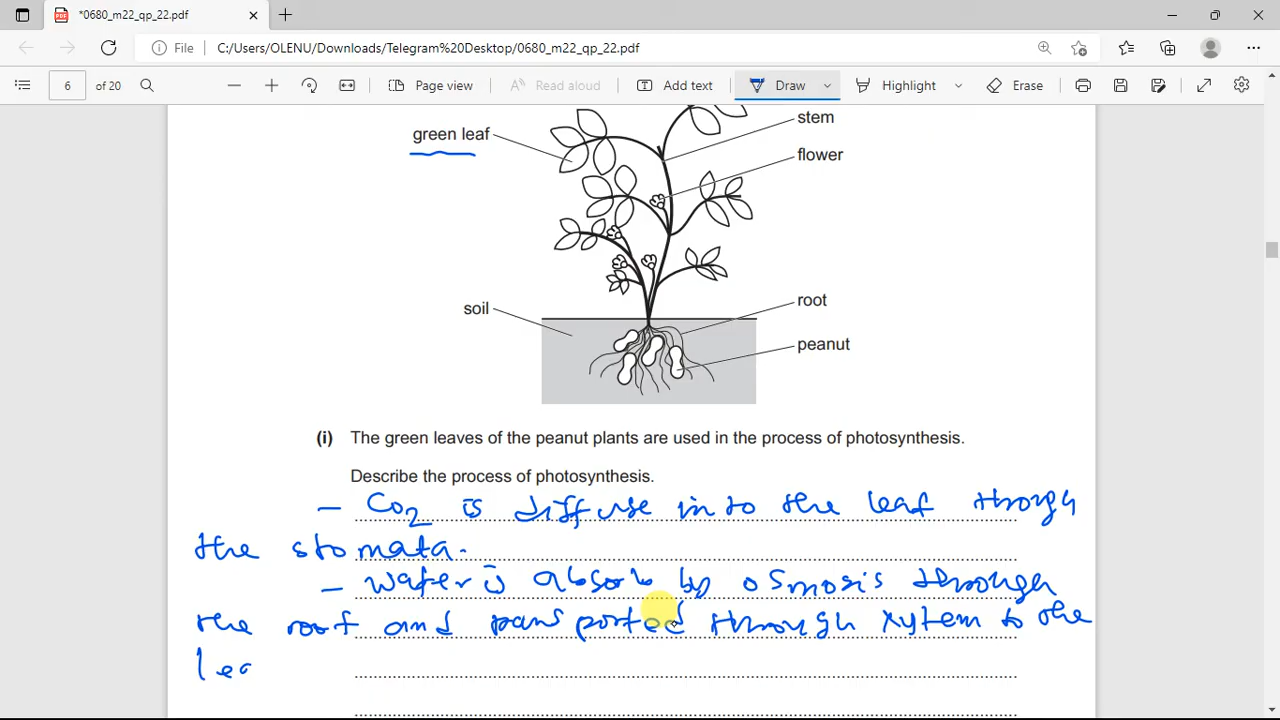 *0680_m22_qp_22.pdf
File C:/Users/OLENU/Downloads/Telegram%20Desktop/0680_m22_qp_22.pdf
6 of 20 Page view Read aloud Add text Draw Highlight Erase
green leaf
stem
flower
soil
root
peanut
(i) The green leaves of the peanut plants are used in the process of photosynthesis.
Describe the process of photosynthesis.
- CO2 is diffuse into the leaf through
the stomata.
- Water is absorb by osmosis through
the root and transported through xylem to the
lea